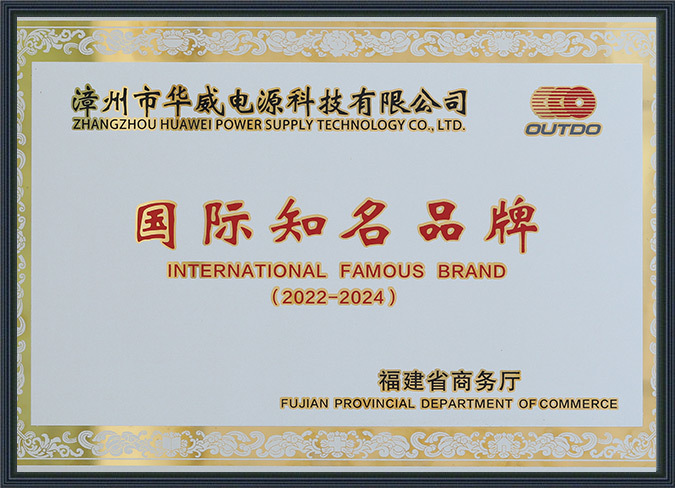 漳州市华威电源科技有限公司
ZHANGZHOU HUAWEI POWER SUPPLY TECHNOLOGY CO., LTD.
OUTDO
国际知名品牌
INTERNATIONAL FAMOUS BRAND
(2022-2024)
福建省商务厅
FUJIAN PROVINCIAL DEPARTMENT OF COMMERCE